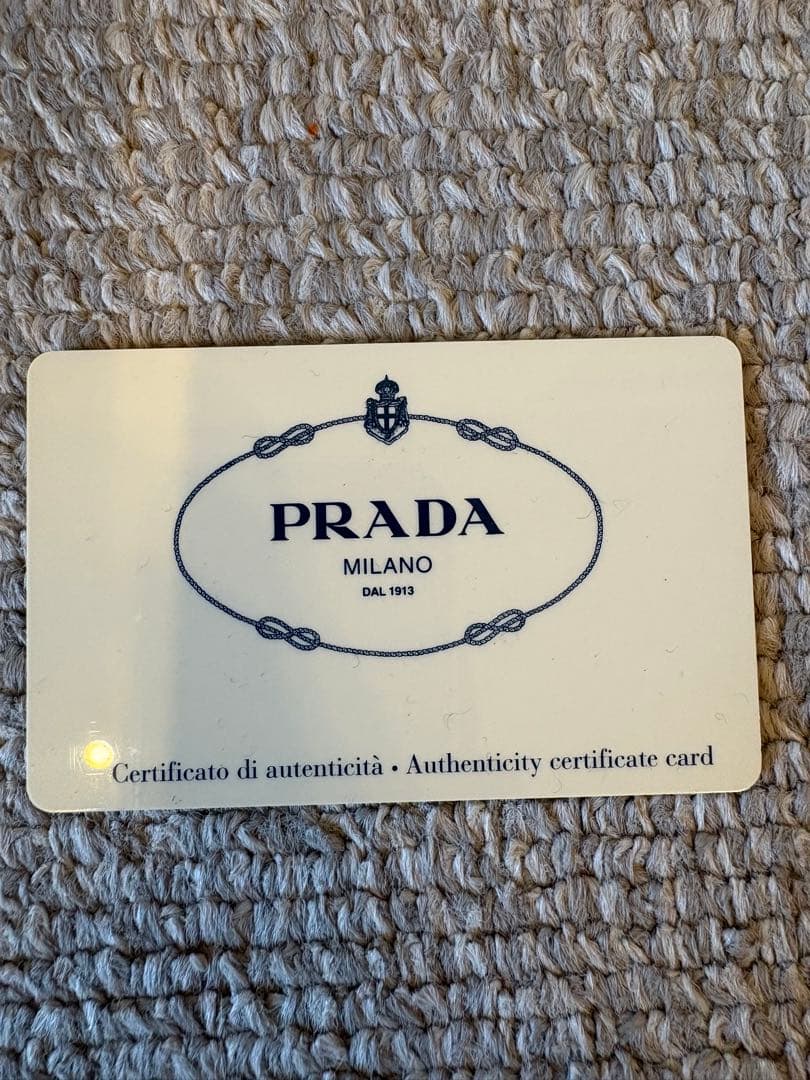 PRADA
MILANO
DAL 1913
Certificato di autenticità • Authenticity certificate card